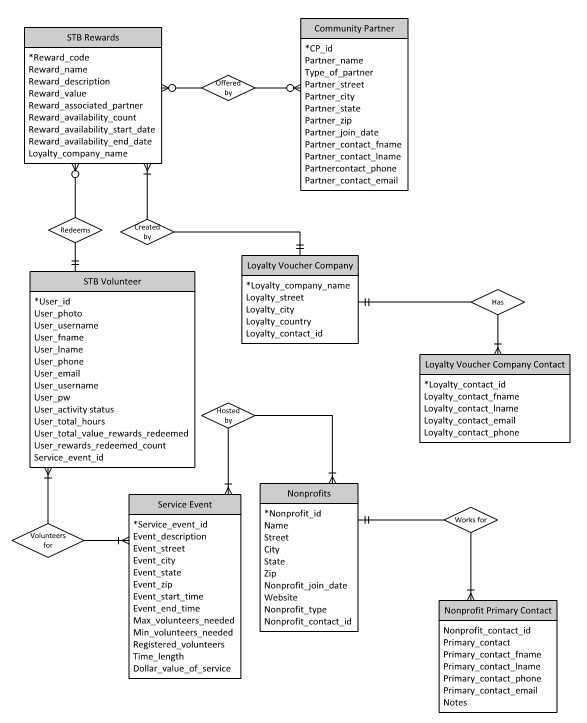 STB Rewards
*Reward_code
Reward_name
Reward_description
Reward_value
Reward_associated_partner
Reward_availability_count
Reward_availability_start_date
Reward_availability_end_date
Loyalty_company_name
Offered
by
Community Partner
*CP_id
Partner_name
Type_of_partner
Partner_street
Partner_city
Partner_state
Partner_zip
Partner_join_date
Partner_contact_fname
Partner_contact_lname
Partnercontact_phone
Partner_contact_email
Redeems
Created
by
Loyalty Voucher Company
*Loyalty_company_name
Loyalty_street
Loyalty_city
Loyalty_country
Loyalty_contact_id
Has
Loyalty Voucher Company Contact
*Loyalty_contact_id
Loyalty_contact_fname
Loyalty_contact_lname
Loyalty_contact_email
Loyalty_contact_phone
STB Volunteer
*User_id
User_photo
User_username
User_fname
User_lname
User_phone
User_email
User_username
User_pw
User_activity status
User_total_hours
User_total_value_rewards_redeemed
User_rewards_redeemed_count
Service_event_id
Hosted
by
Volunteers
for
Service Event
*Service_event_id
Event_description
Event_street
Event_city
Event_state
Event_zip
Event_start_time
Event_end_time
Max_volunteers_needed
Min_volunteers_needed
Registered_volunteers
Time_length
Dollar_value_of_service
Nonprofits
*Nonprofit_id
Name
Street
City
State
Zip
Nonprofit_join_date
Website
Nonprofit_type
Nonprofit_contact_id
Works for
Nonprofit Primary Contact
Nonprofit_contact_id
Primary_contact
Primary_contact_fname
Primary_contact_lname
Primary_contact_phone
Primary_contact_email
Notes